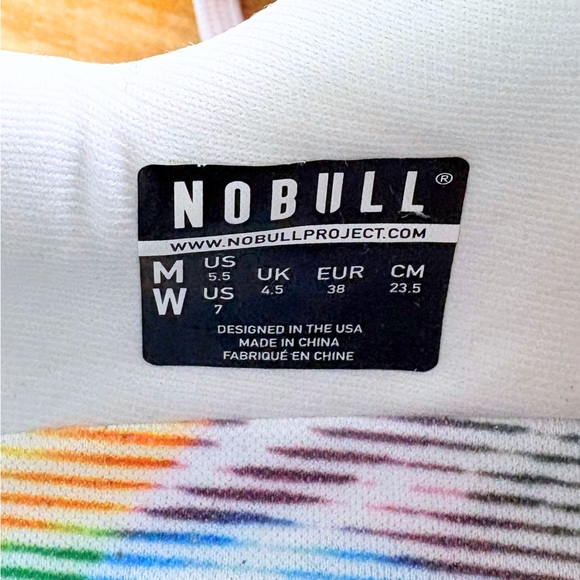 NOBULL®
WWW.NOBULLPROJECT.COM
M US 5.5 UK 4.5 EUR 38 CM 23.5
W US 7
DESIGNED IN THE USA
MADE IN CHINA
FABRIQUÉ EN CHINE